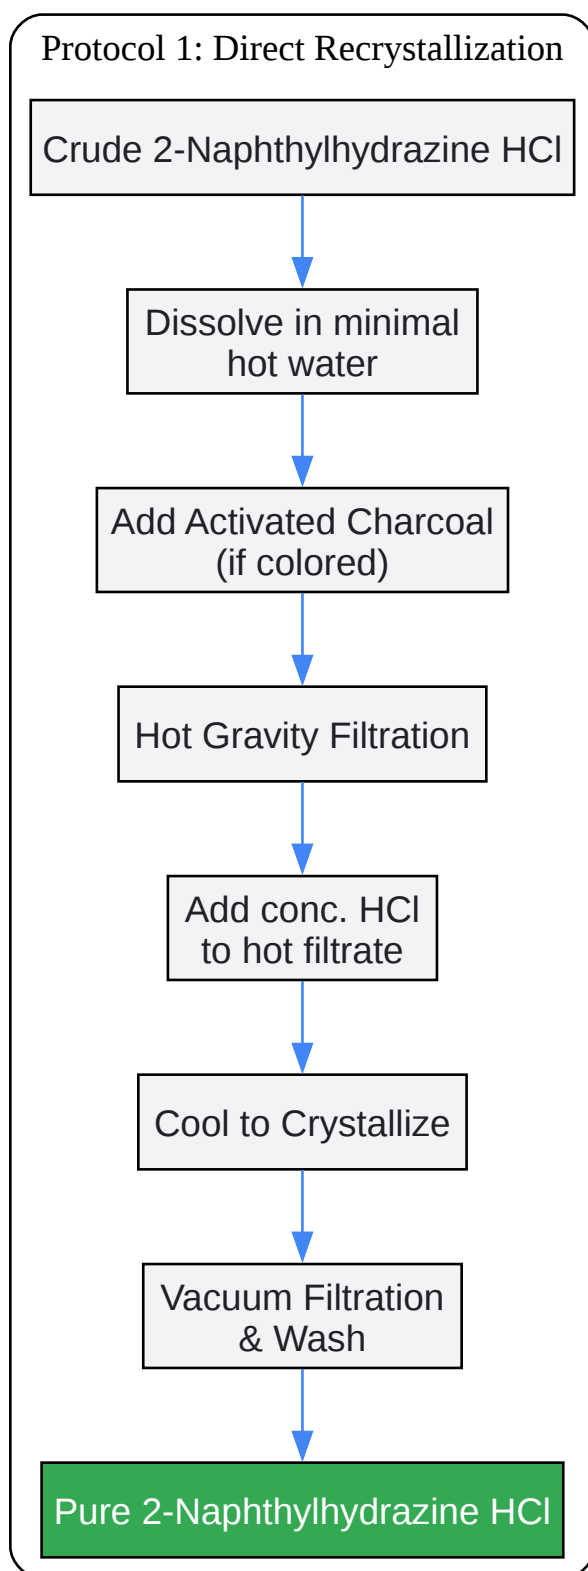 Protocol 1: Direct Recrystallization
Crude 2-Naphthylhydrazine HCl
Dissolve in minimal
hot water
Add Activated Charcoal
(if colored)
Hot Gravity Filtration
Add conc. HCl
to hot filtrate
Cool to Crystallize
Vacuum Filtration
& Wash
Pure 2-Naphthylhydrazine HCl